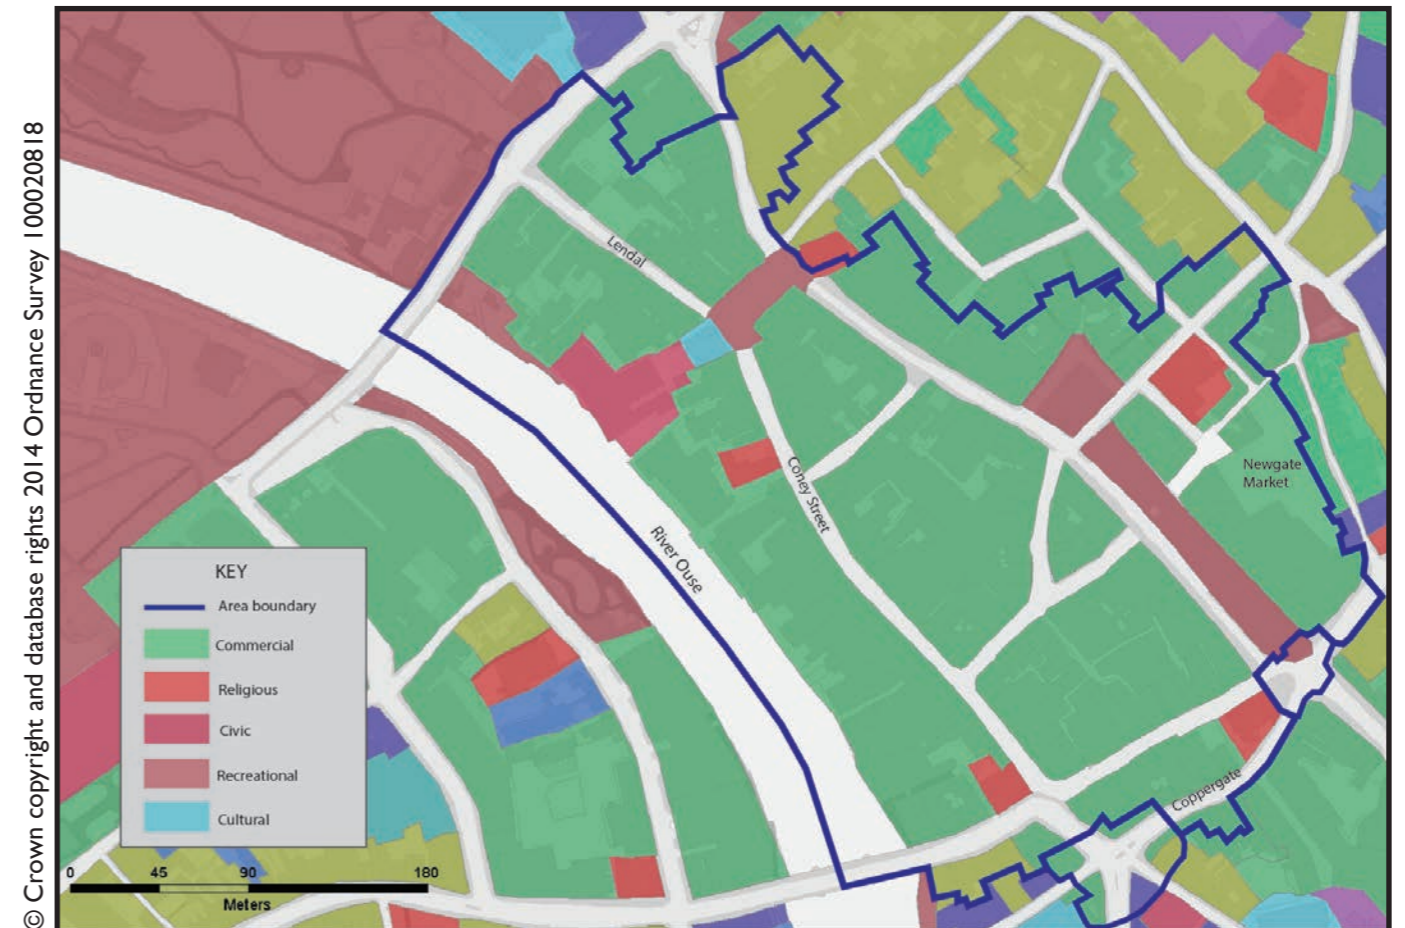 © Crown copyright and database rights 2014 Ordnance Survey 100020818
Lendal
Coney Street
Newgate
Market
River Ouse
Coppergate
KEY
Area boundary
Commercial
Religious
Civic
Recreational
Cultural
0 45 90 180
Meters